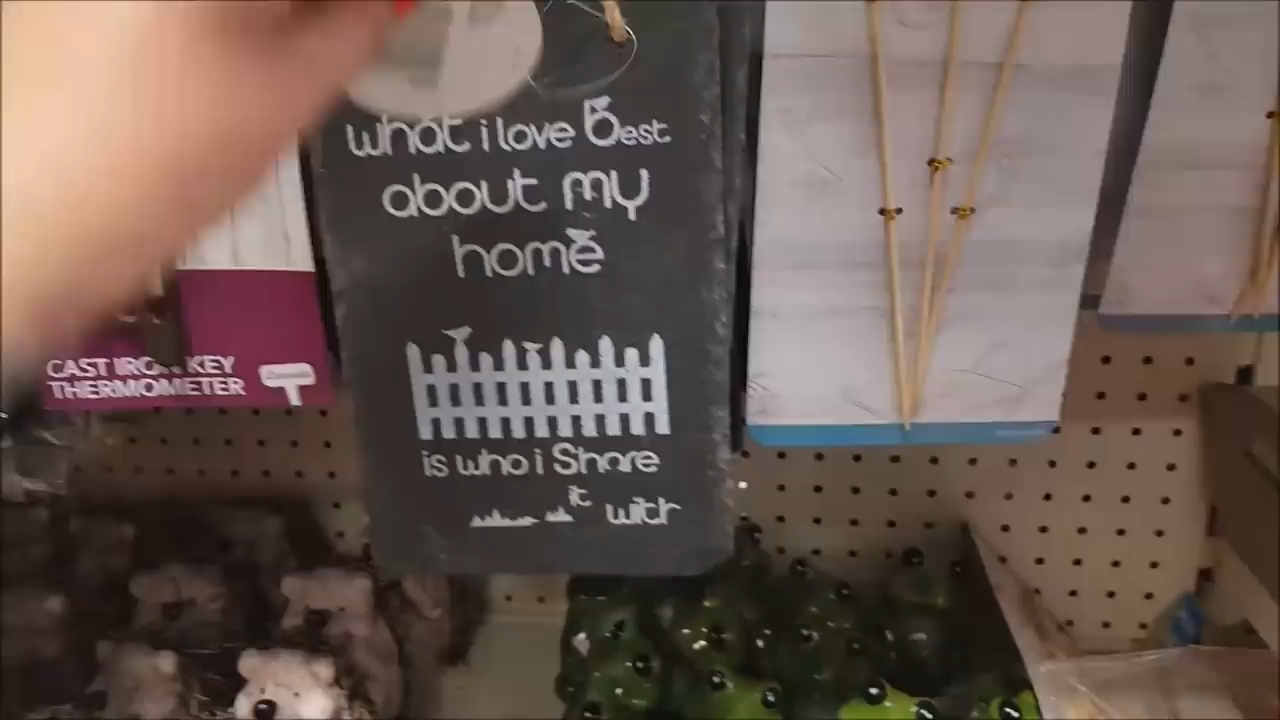 what i love best
about my
home
is who i Share
it with
CAST IRON KEY
THERMOMETER